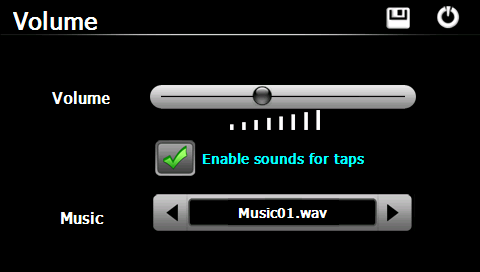 Volume
Volume
Enable sounds for taps
Music
Music01.wav